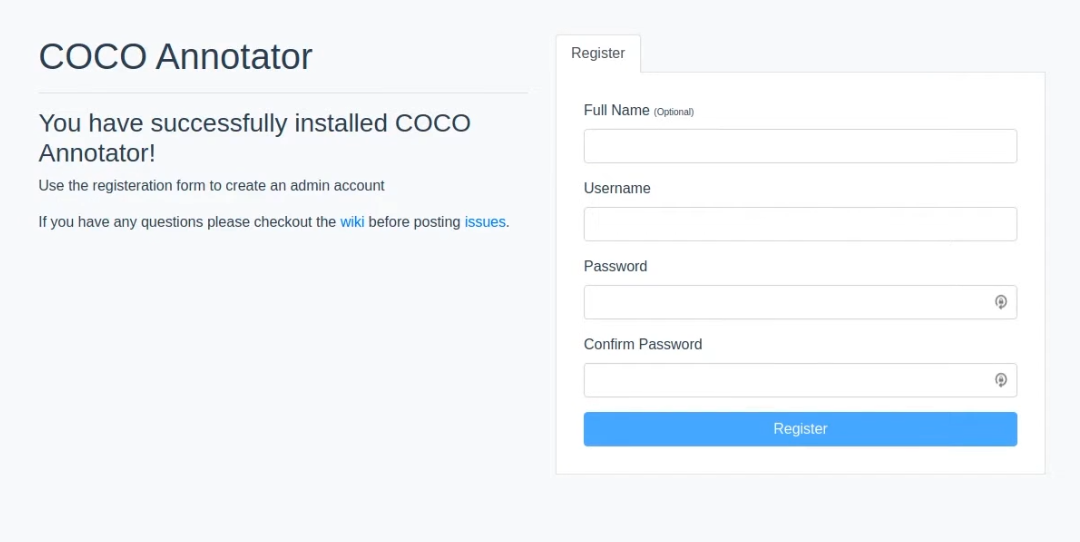 COCO Annotator
You have successfully installed COCO
Annotator!
Use the registeration form to create an admin account
If you have any questions please checkout the wiki before posting issues.
Register
Full Name (Optional)
Username
Password
Confirm Password
Register